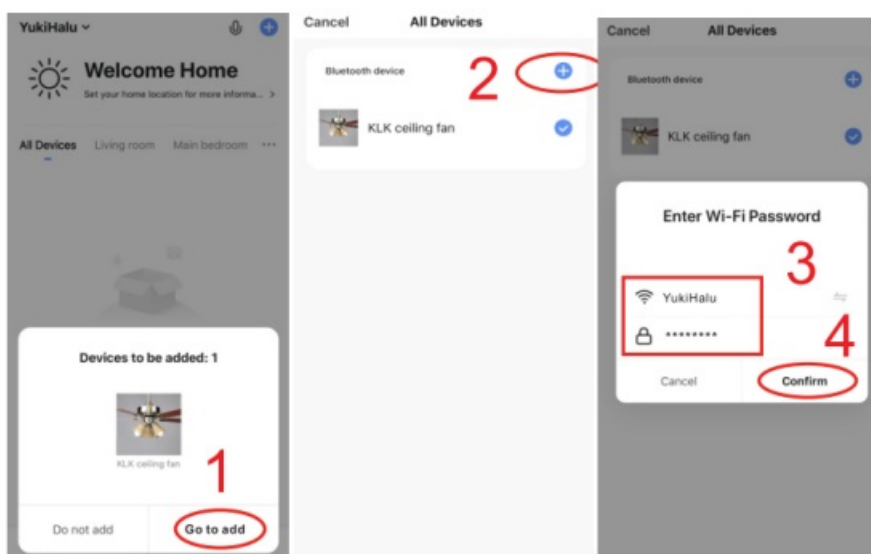 YukiHalu
Welcome Home
Set your home location for more informa... >
All Devices Living room Main bedroom ...
Devices to be added: 1
KLK ceiling fan
1
Do not add Go to add
Cancel All Devices
Bluetooth device
2
KLK ceiling fan
Cancel All Devices
Bluetooth device
KLK ceiling fan
Enter Wi-Fi Password
3
YukiHalu
********
4
Cancel Confirm